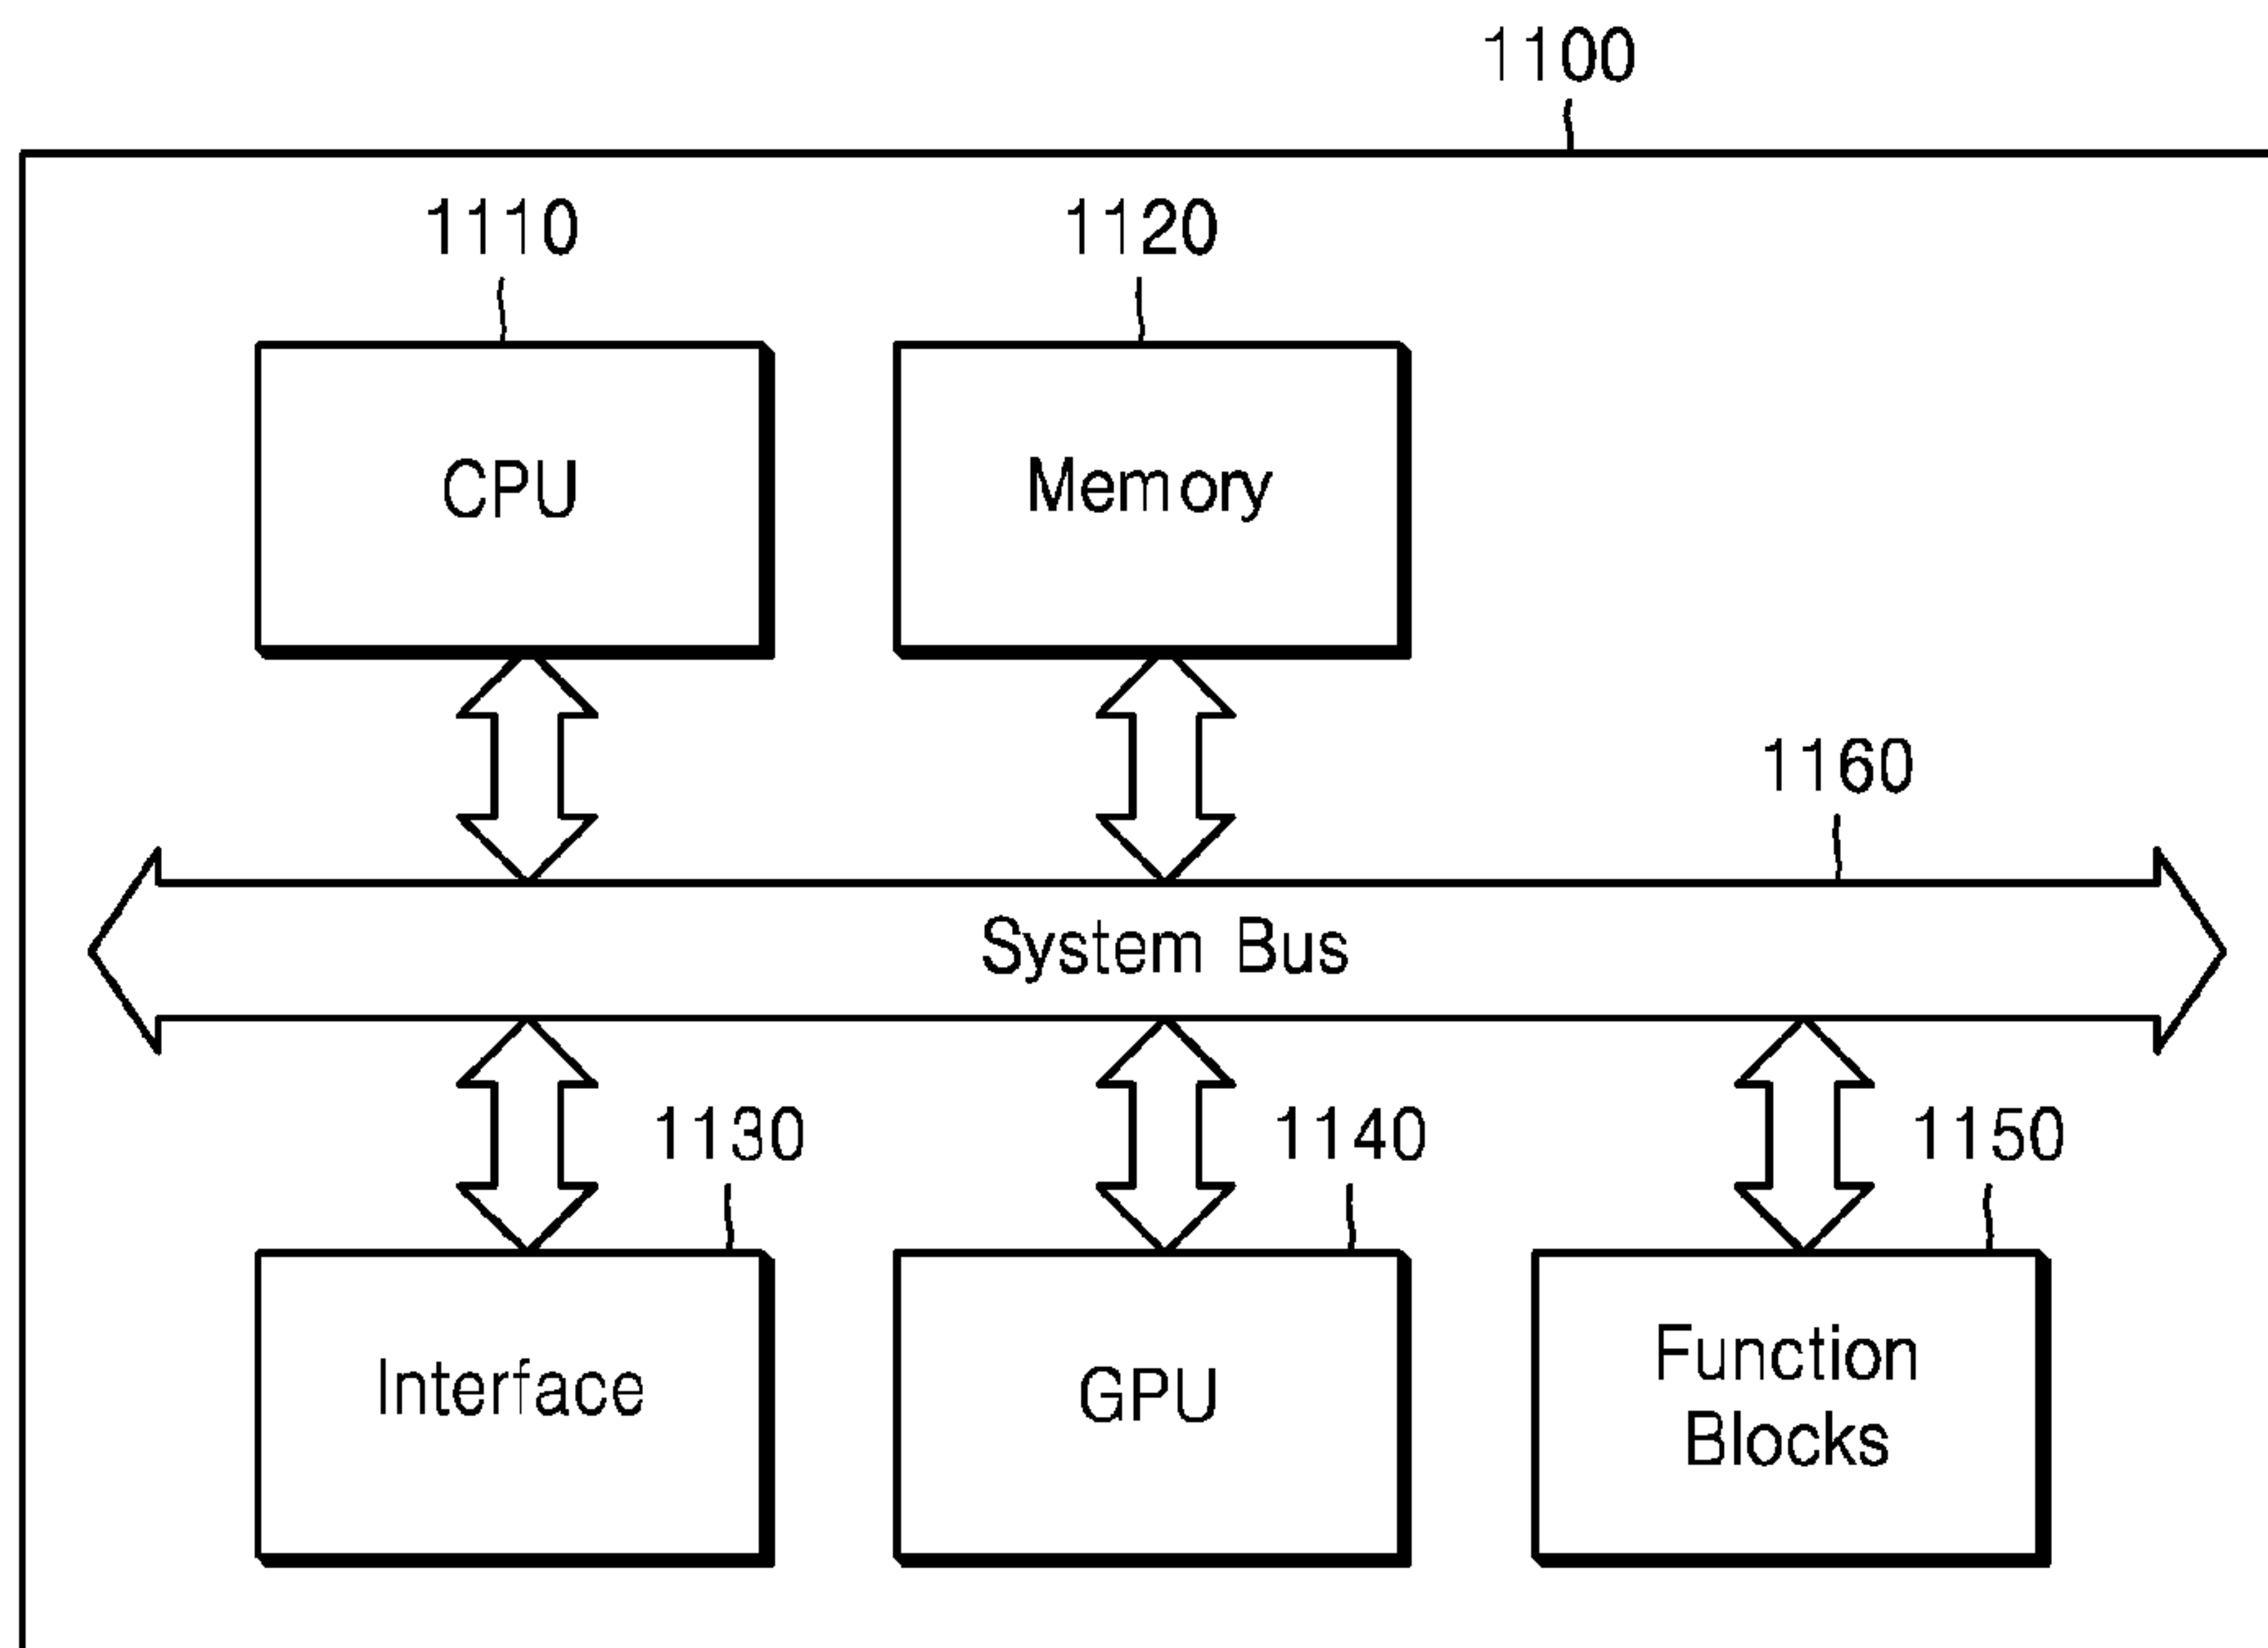 1100
1110
1120
CPU
Memory
1160
System Bus
1130
1140
1150
Interface
GPU
Function
Blocks